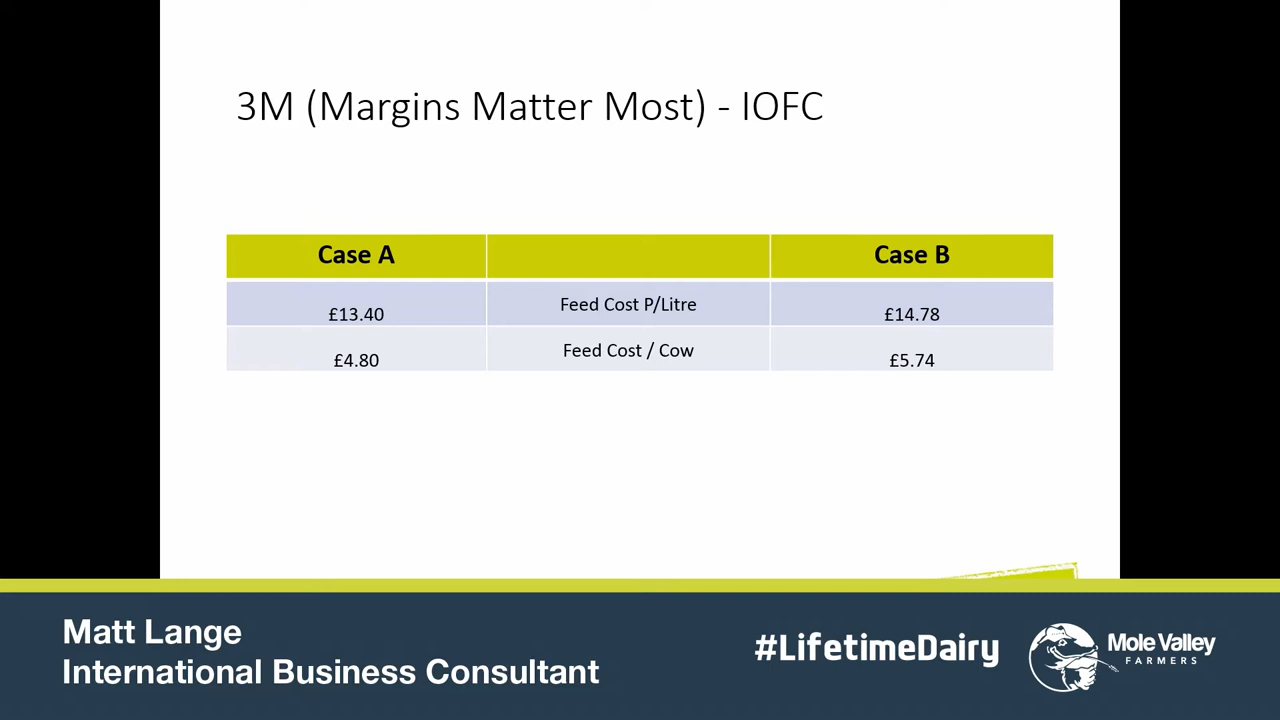 3M (Margins Matter Most) - IOFC
Case A Case B
£13.40 Feed Cost P/Litre £14.78
£4.80 Feed Cost / Cow £5.74
Matt Lange
International Business Consultant
#LifetimeDairy
Mole Valley
FARMERS